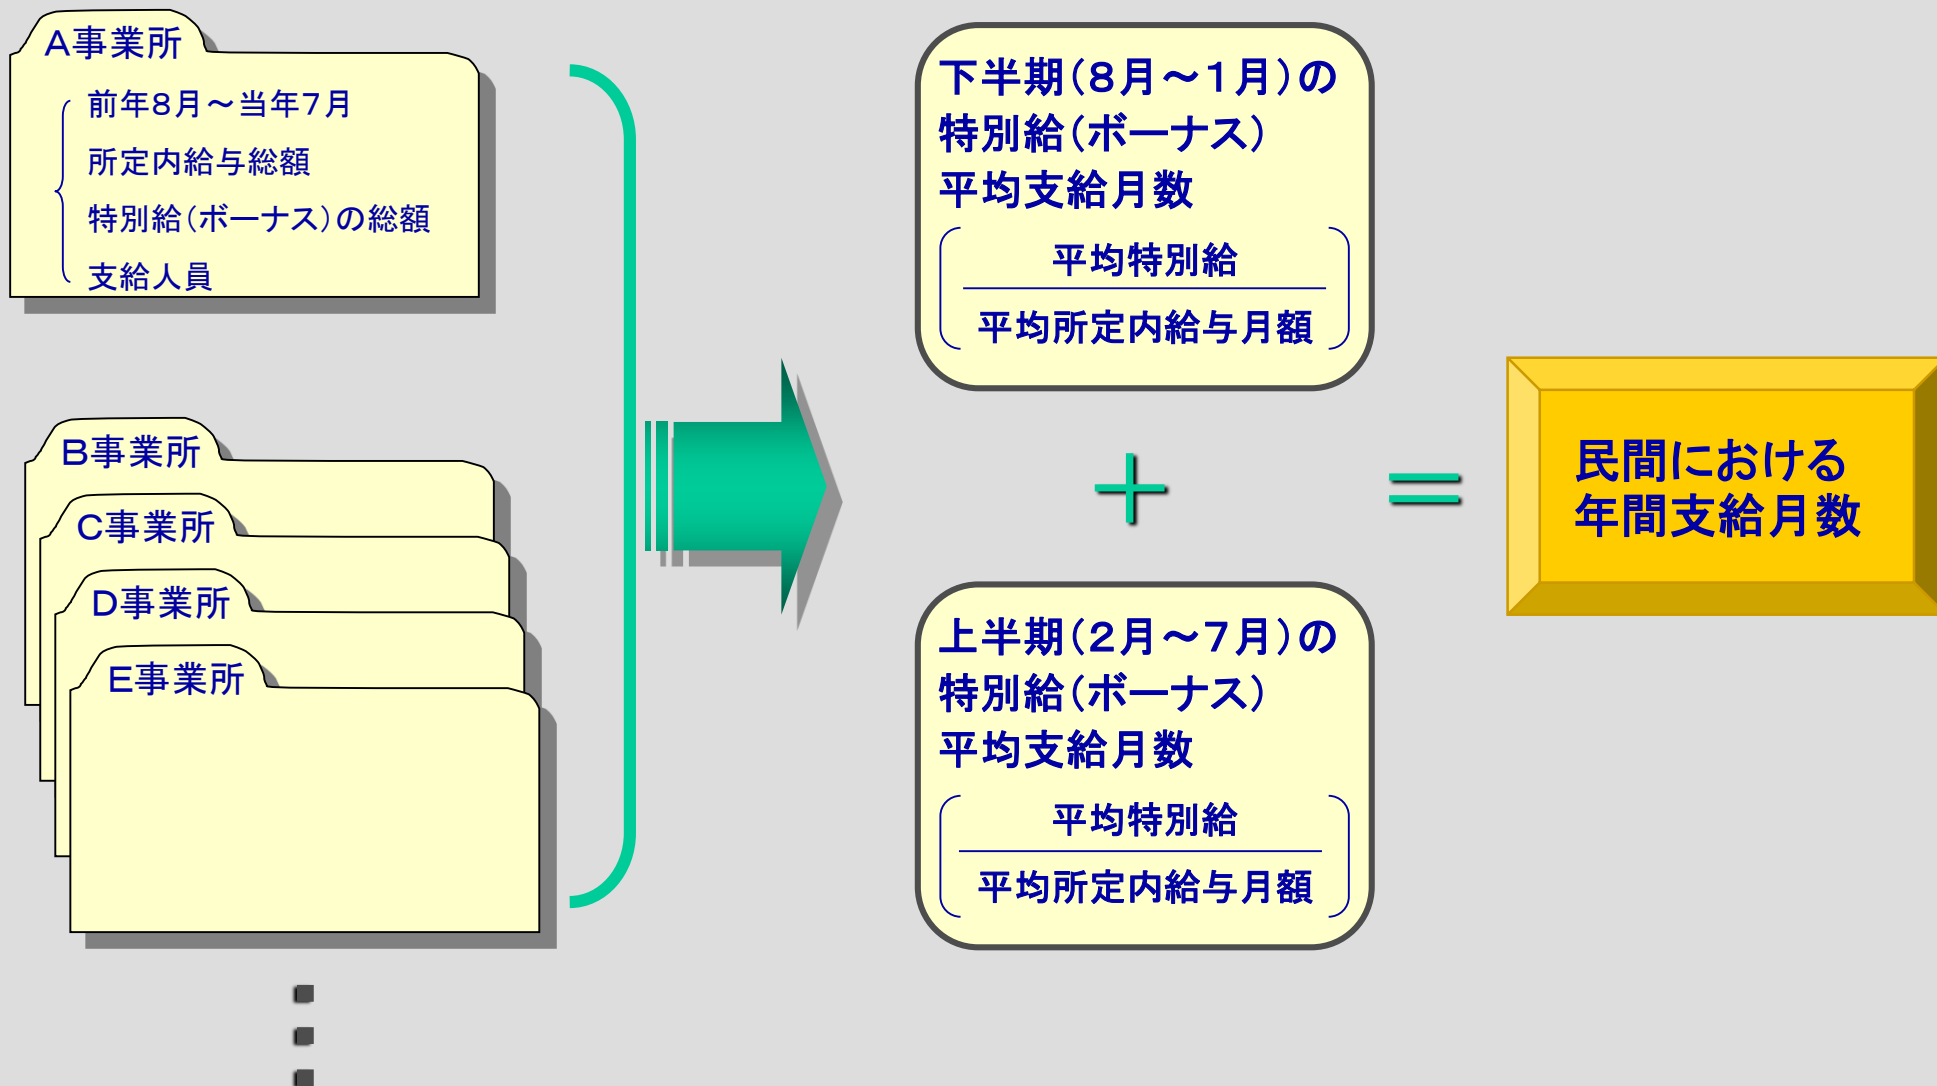 A事業所
前年8月～当年7月
所定内給与総額
特別給(ボーナス)の総額
支給人員
B事業所
C事業所
D事業所
E事業所
下半期(8月～1月)の
特別給(ボーナス)
平均支給月数
平均特別給
平均所定内給与月額
＋
上半期(2月～7月)の
特別給(ボーナス)
平均支給月数
平均特別給
平均所定内給与月額
＝
民間における
年間支給月数